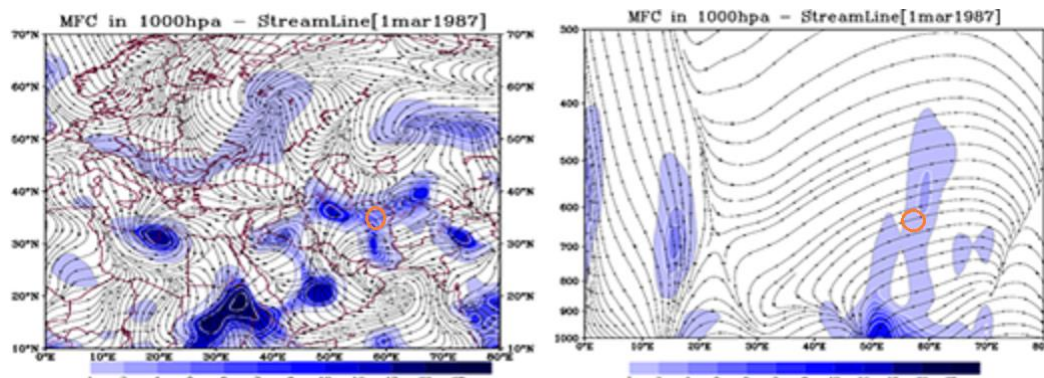 MFC in 1000hpa - StreamLine[1mar1987]
70°N
60°N
50°N
40°N
30°N
20°N
10°N
70°N
60°N
50°N
40°N
30°N
20°N
10°N
0°E 10°E 20°E 30°E 40°E 50°E 60°E 70°E 80°E
MFC in 1000hpa - StreamLine[1mar1987]
300
400
500
600
700
800
900
1000
0°E 10°E 20°E 30°E 40°E 50°E 60°E 70°E 80°E